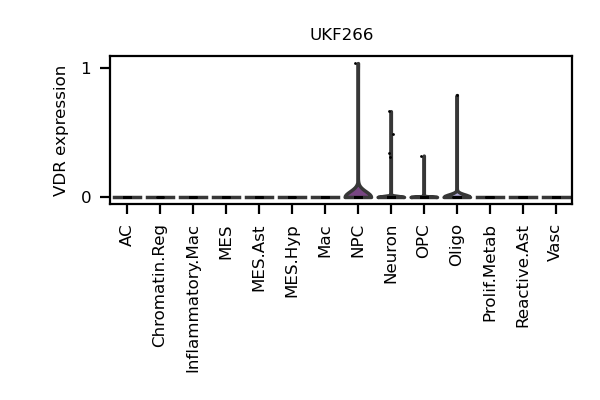 UKF266
VDR expression
1
0
AC
Chromatin.Reg
Inflammatory.Mac
MES
MES.Ast
MES.Hyp
Mac
NPC
Neuron
OPC
Oligo
Prolif.Metab
Reactive.Ast
Vasc